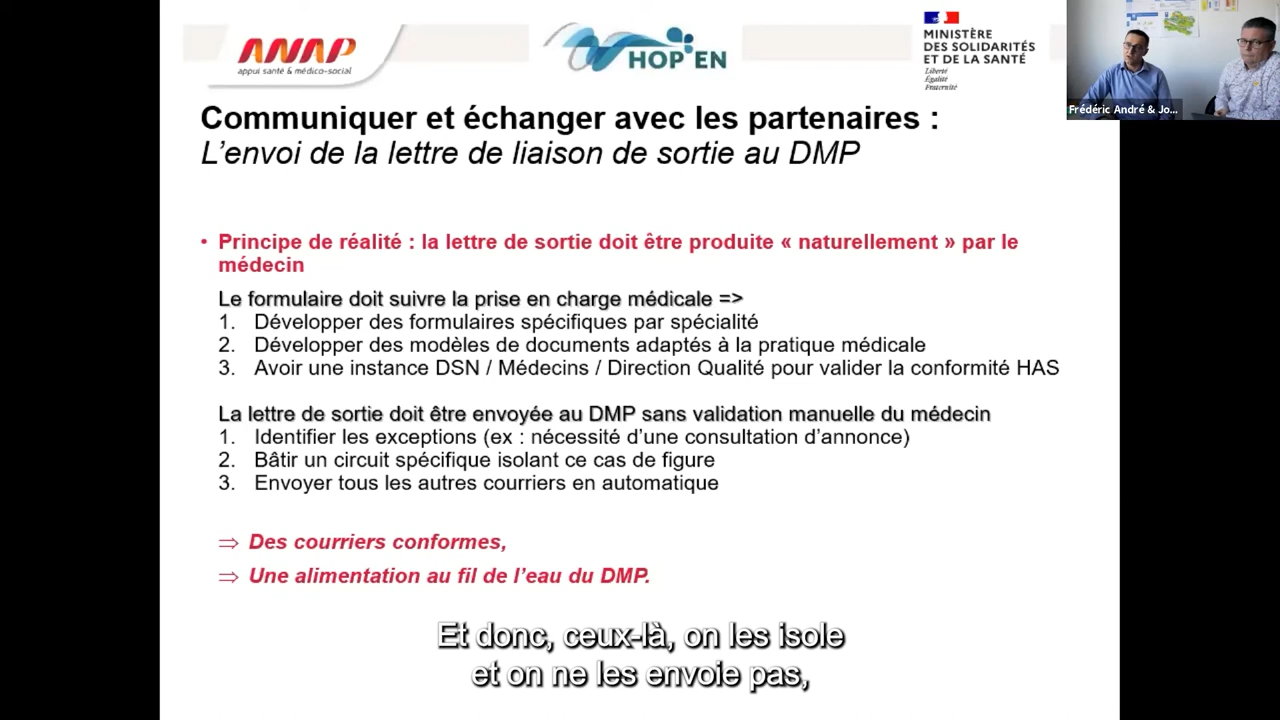 ANAP
appui santé & médico-social
HOP'EN
MINISTÈRE
DES SOLIDARITÉS
ET DE LA SANTÉ
Liberté
Égalité
Fraternité
Frédéric André & Jo...
Communiquer et échanger avec les partenaires :
L'envoi de la lettre de liaison de sortie au DMP
• Principe de réalité : la lettre de sortie doit être produite « naturellement » par le
médecin
Le formulaire doit suivre la prise en charge médicale =>
1. Développer des formulaires spécifiques par spécialité
2. Développer des modèles de documents adaptés à la pratique médicale
3. Avoir une instance DSN / Médecins / Direction Qualité pour valider la conformité HAS
La lettre de sortie doit être envoyée au DMP sans validation manuelle du médecin
1. Identifier les exceptions (ex : nécessité d'une consultation d'annonce)
2. Bâtir un circuit spécifique isolant ce cas de figure
3. Envoyer tous les autres courriers en automatique
⇒ Des courriers conformes,
⇒ Une alimentation au fil de l'eau du DMP.
Et donc, ceux-là, on les isole
et on ne les envoie pas,